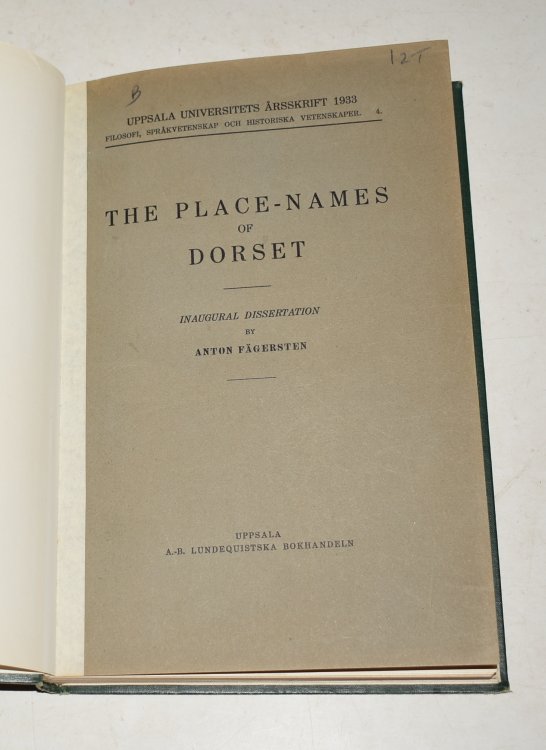 B
UPPSALA UNIVERSITETS ÅRSSKRIFT 1933
FILOSOFI, SPRÅKVETENSKAP OCH HISTORISKA VETENSKAPER. 4.
THE PLACE-NAMES
OF
DORSET
INAUGURAL DISSERTATION
BY
ANTON FÄGERSTEN
UPPSALA
A.-B. LUNDEQUISTSKA BOKHANDELN